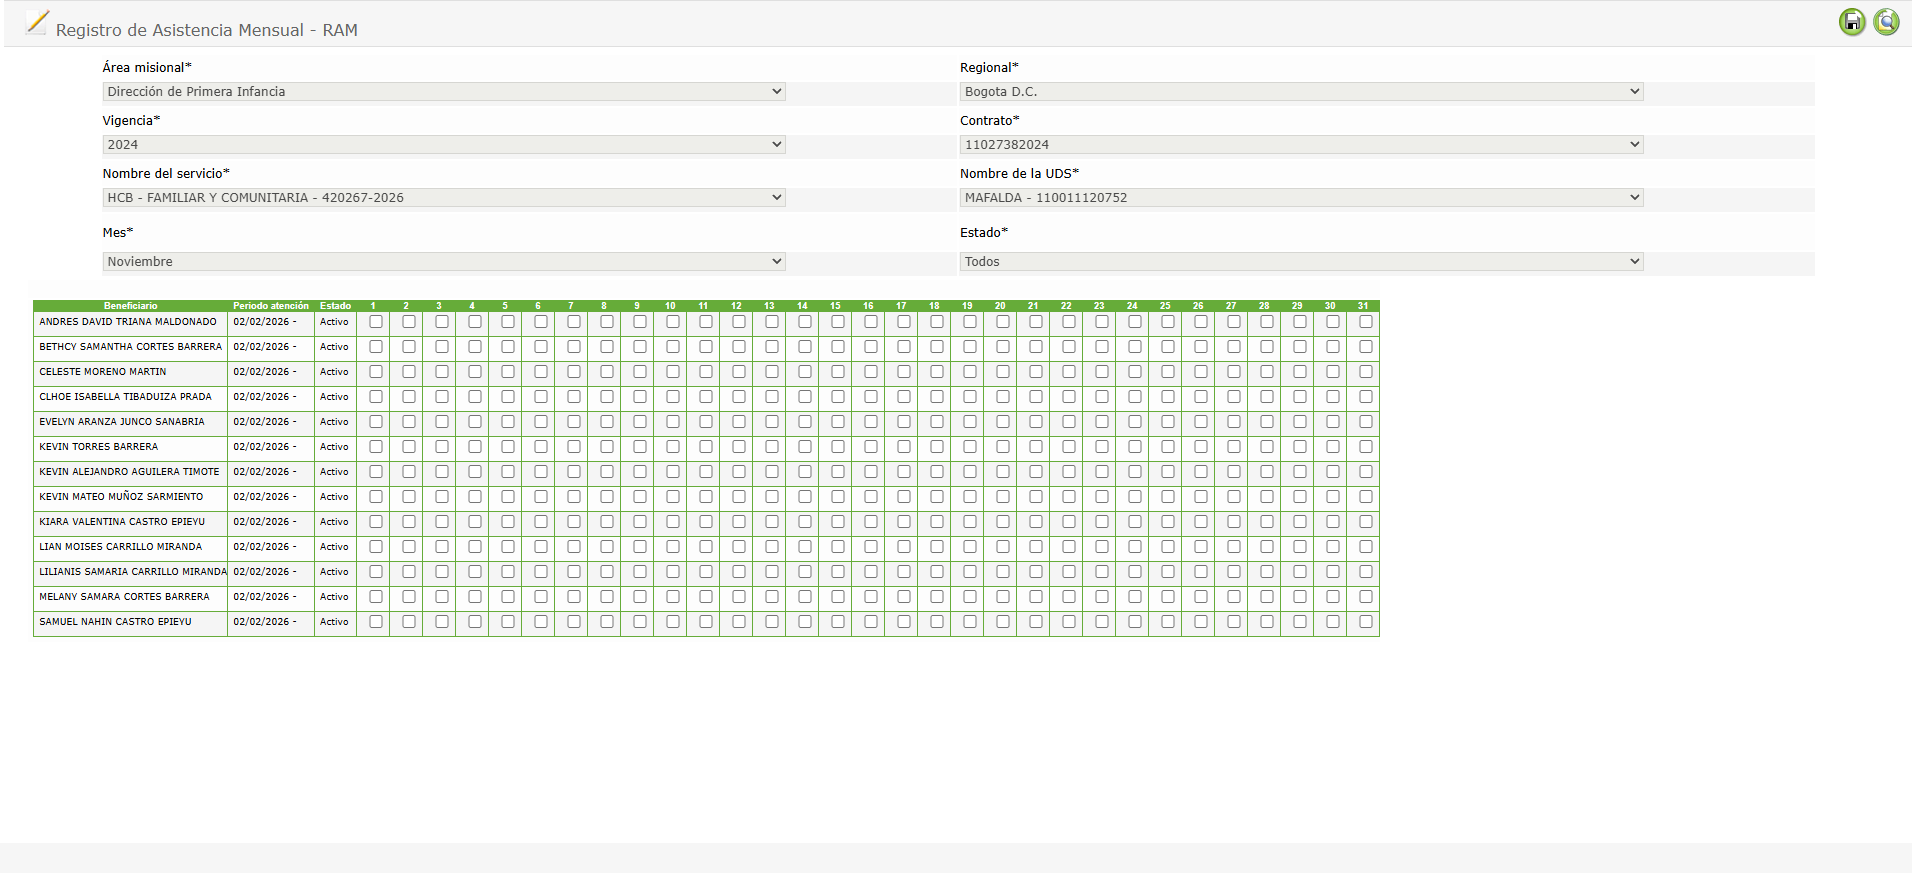 Registro de Asistencia Mensual - RAM
Área misional* Regional*
Dirección de Primera Infancia Bogota D.C.
Vigencia* Contrato*
2024 11027382024
Nombre del servicio* Nombre de la UDS*
HCB - FAMILIAR Y COMUNITARIA - 420267-2026 MAFALDA - 110011120752
Mes* Estado*
Noviembre Todos
Beneficiario Periodo atención Estado 1 2 3 4 5 6 7 8 9 10 11 12 13 14 15 16 17 18 19 20 21 22 23 24 25 26 27 28 29 30 31
ANDRES DAVID TRIANA MALDONADO 02/02/2026 - Activo
BETHCY SAMANTHA CORTES BARRERA 02/02/2026 - Activo
CELESTE MORENO MARTIN 02/02/2026 - Activo
CLHOE ISABELLA TIBADUIZA PRADA 02/02/2026 - Activo
EVELYN ARANZA JUNCO SANABRIA 02/02/2026 - Activo
KEVIN TORRES BARRERA 02/02/2026 - Activo
KEVIN ALEJANDRO AGUILERA TIMOTE 02/02/2026 - Activo
KEVIN MATEO MUÑOZ SARMIENTO 02/02/2026 - Activo
KIARA VALENTINA CASTRO EPIEYU 02/02/2026 - Activo
LIAN MOISES CARRILLO MIRANDA 02/02/2026 - Activo
LILIANIS SAMARIA CARRILLO MIRANDA 02/02/2026 - Activo
MELANY SAMARA CORTES BARRERA 02/02/2026 - Activo
SAMUEL NAHIN CASTRO EPIEYU 02/02/2026 - Activo